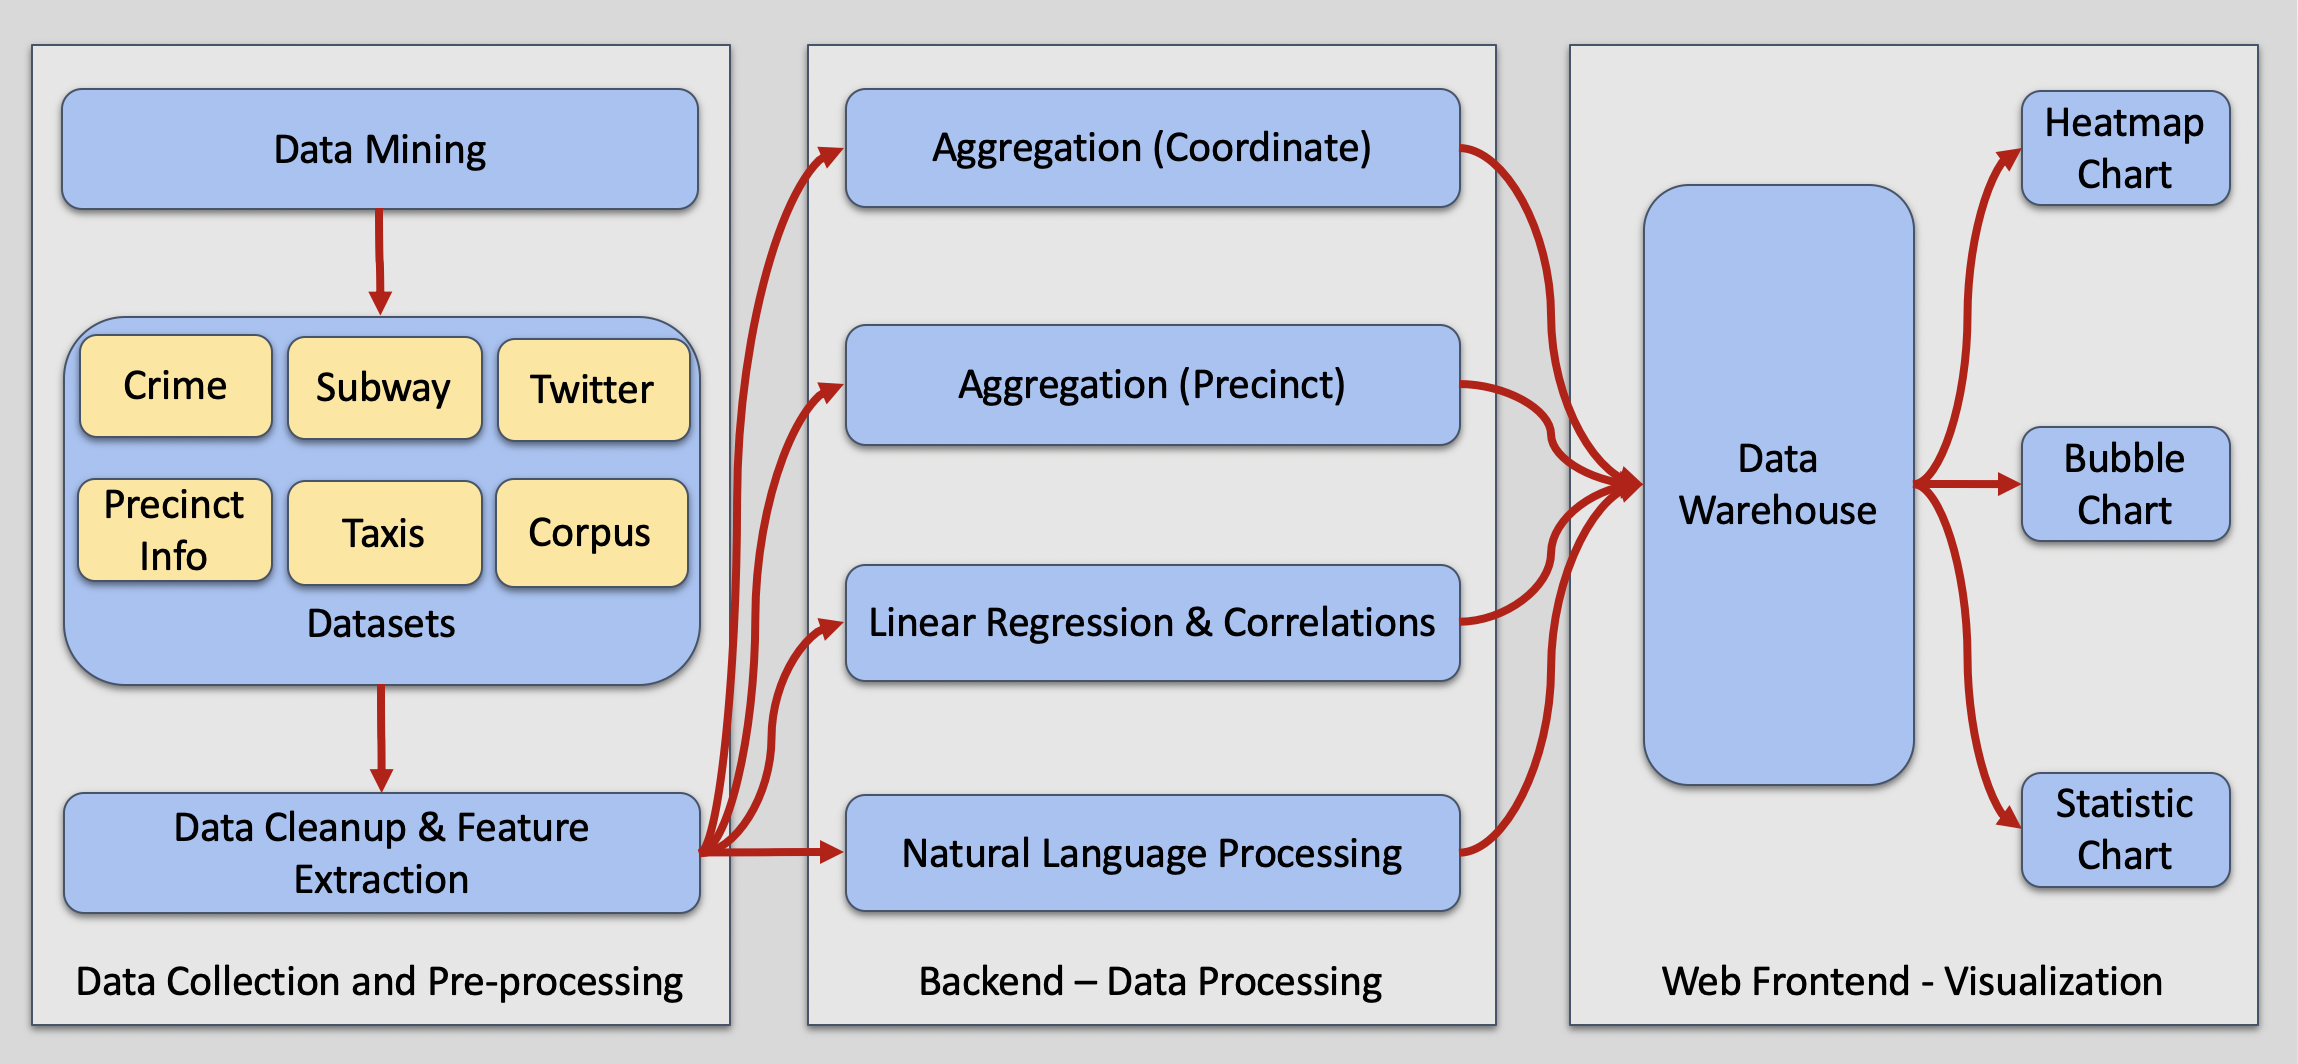 Data Mining
Crime
Subway
Twitter
Precinct
Info
Taxis
Corpus
Datasets
Data Cleanup & Feature
Extraction
Data Collection and Pre-processing
Aggregation (Coordinate)
Aggregation (Precinct)
Linear Regression & Correlations
Natural Language Processing
Backend – Data Processing
Data
Warehouse
Heatmap
Chart
Bubble
Chart
Statistic
Chart
Web Frontend - Visualization